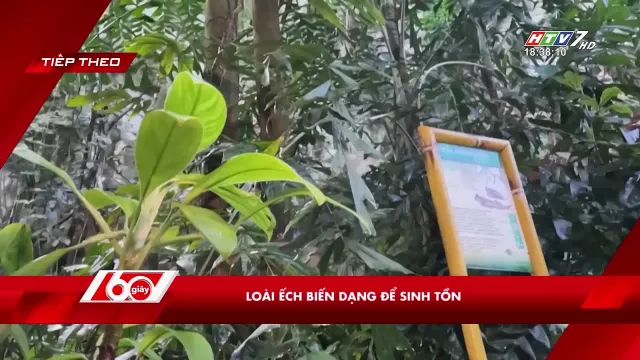 TIẾP THEO
HTV7 HD
18:38:10
60 giây
LOÀI ẾCH BIẾN DẠNG ĐỂ SINH TỒN